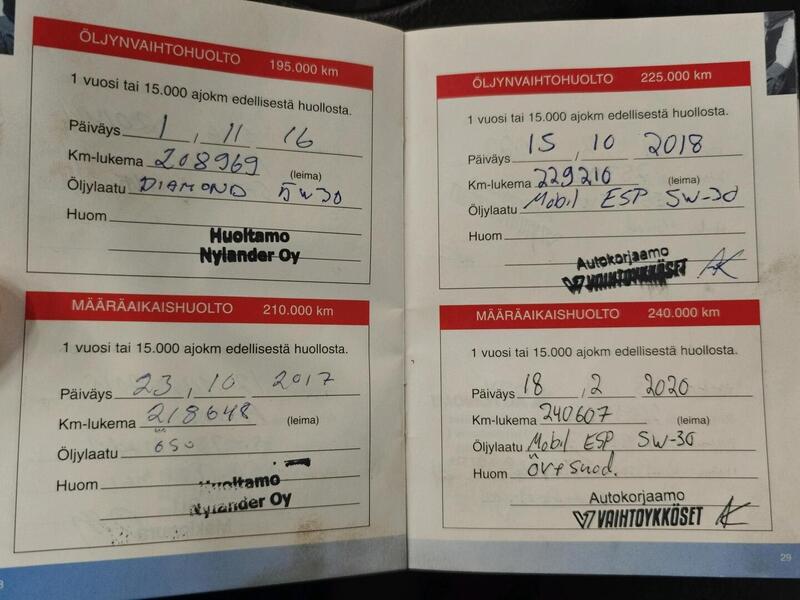 ÖLJYNVAIHTOHUOLTO 195.000 km
1 vuosi tai 15.000 ajokm edellisestä huollosta.
Päiväys 1 , 11 16
Km-lukema 208969 (leima)
Öljylaatu DIAMOND 5W30
Huom
Huoltamo
Nylander Oy
MÄÄRÄAIKAISHUOLTO 210.000 km
1 vuosi tai 15.000 ajokm edellisestä huollosta.
Päiväys 23 , 10 2017
Km-lukema 218648 (leima)
Öljylaatu
Huom
Huoltamo
Nylander Oy
ÖLJYNVAIHTOHUOLTO 225.000 km
1 vuosi tai 15.000 ajokm edellisestä huollosta.
Päiväys 15 , 10 2018
Km-lukema 229210 (leima)
Öljylaatu Mobil ESP 5W-30
Huom
Autokorjaamo
VAIHTOYKKÖSET AK
MÄÄRÄAIKAISHUOLTO 240.000 km
1 vuosi tai 15.000 ajokm edellisestä huollosta.
Päiväys 18 , 2 2020
Km-lukema 240607 (leima)
Öljylaatu Mobil ESP 5W-30
Huom
Autokorjaamo
VAIHTOYKKÖSET AK
29